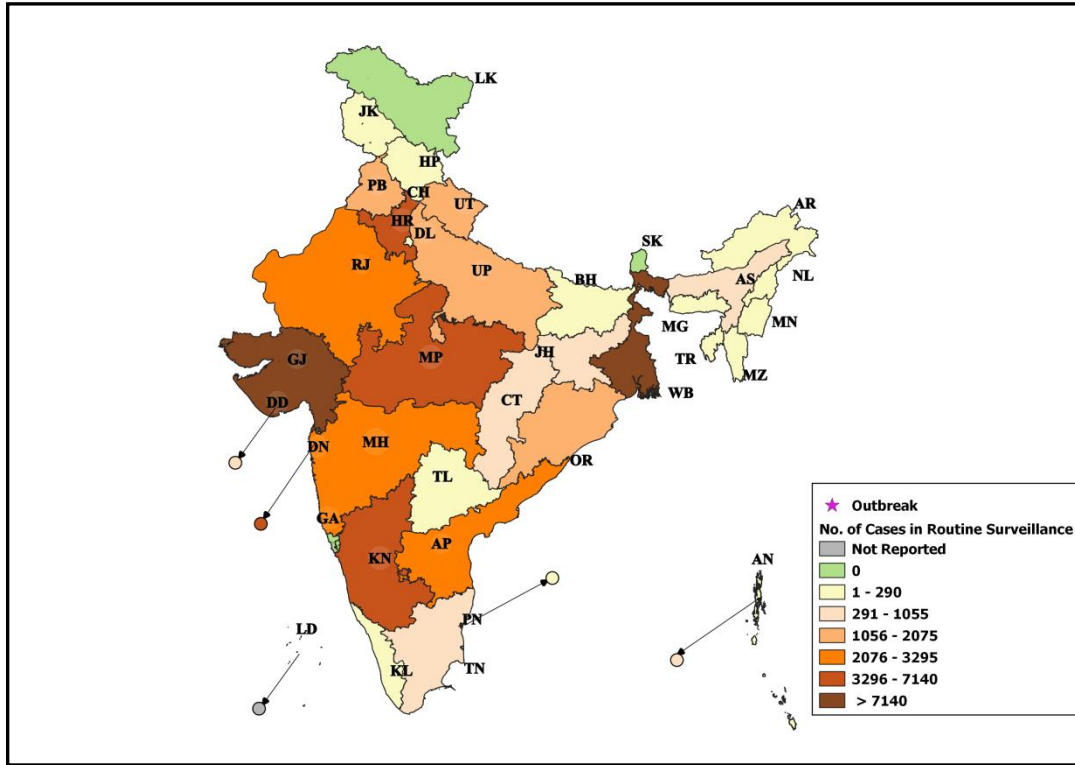 LK
JK
HP
PB
CH
UT
HR
DL
AR
SK
RJ
UP
BH
AS
NL
MG
MN
GJ
MP
JH
TR
MZ
DD
CT
WB
DN
MH
OR
TL
GA
AP
KN
AN
PN
LD
KL
TN
Outbreak
No. of Cases in Routine Surveillance
Not Reported
0
1 - 290
291 - 1055
1056 - 2075
2076 - 3295
3296 - 7140
> 7140